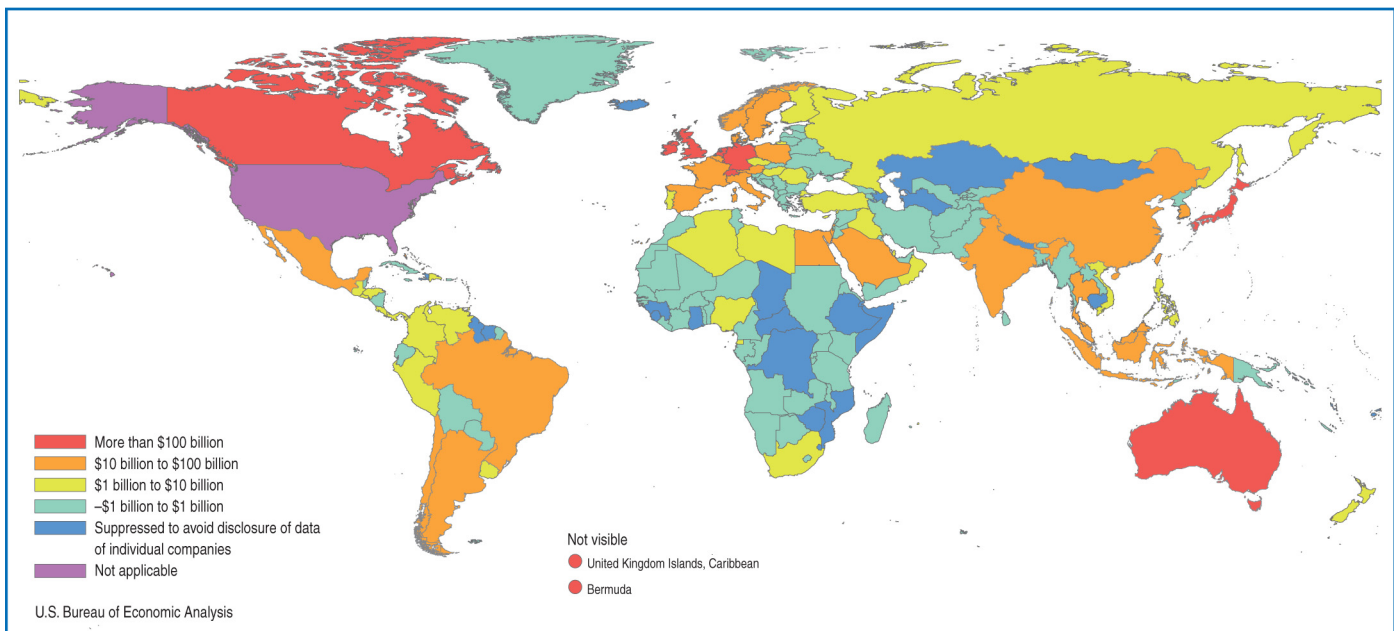 More than $100 billion
$10 billion to $100 billion
$1 billion to $10 billion
–$1 billion to $1 billion
Suppressed to avoid disclosure of data
of individual companies
Not applicable
U.S. Bureau of Economic Analysis
Not visible
United Kingdom Islands, Caribbean
Bermuda